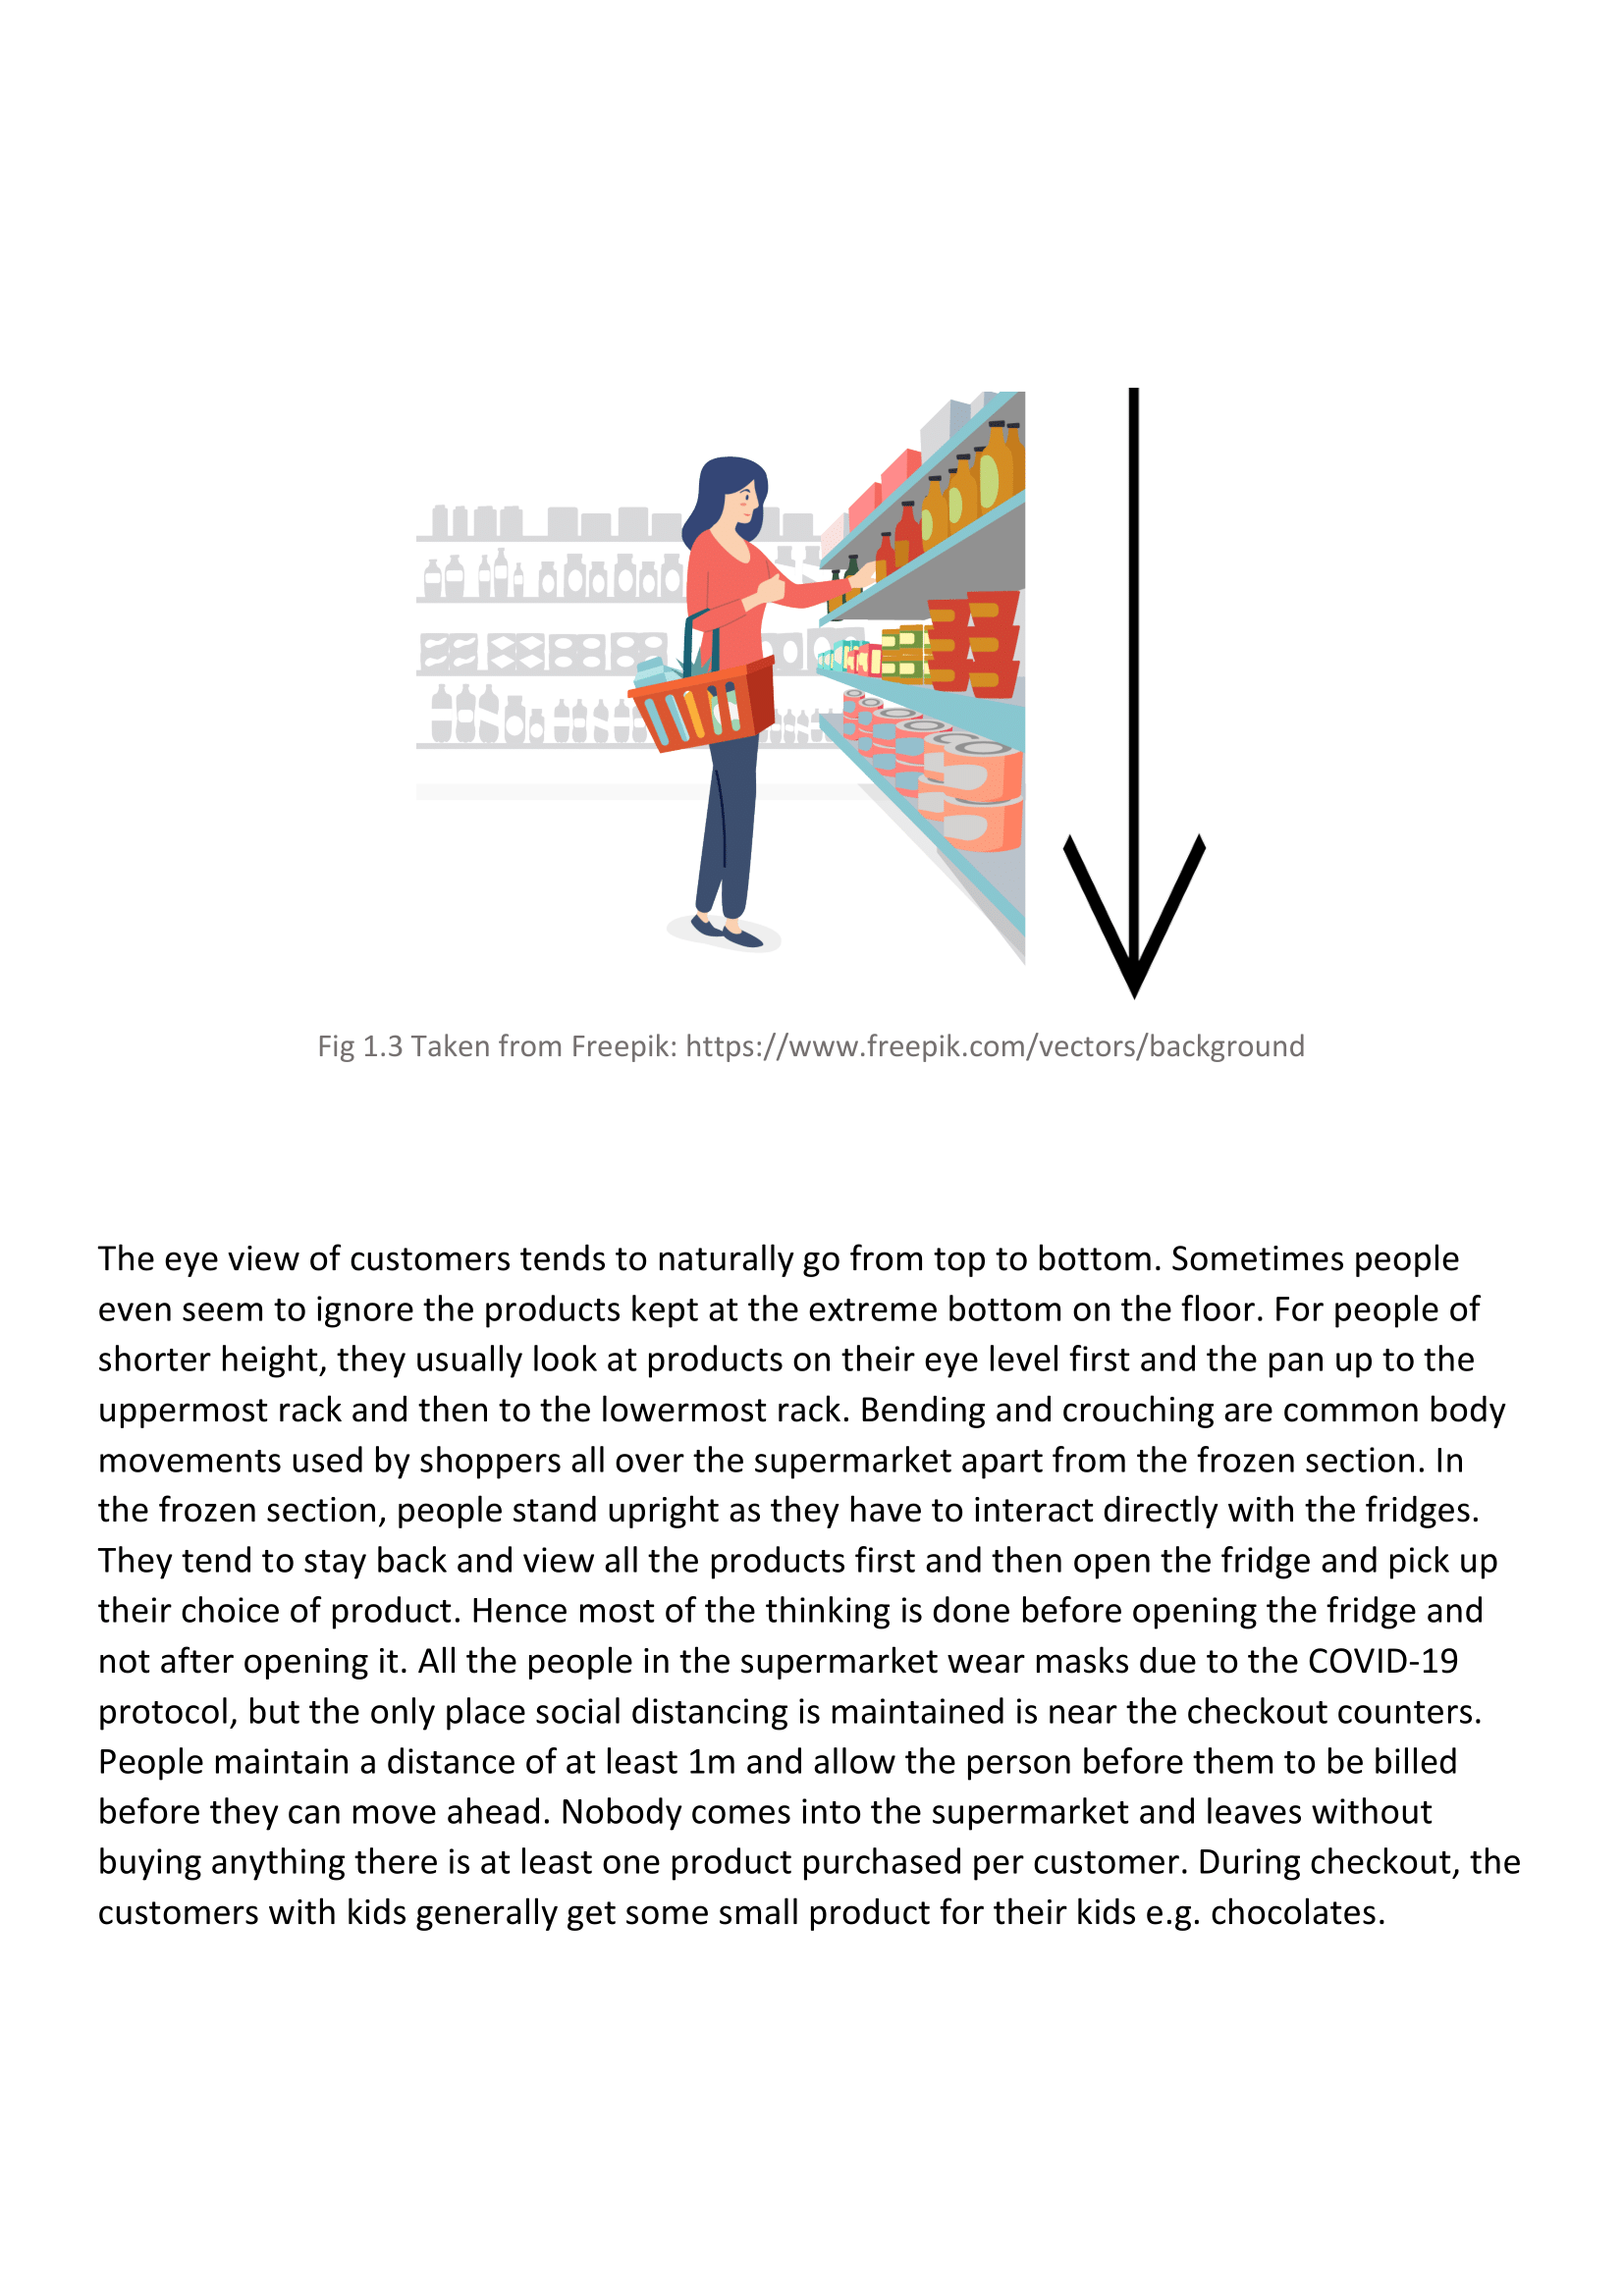 Fig 1.3 Taken from Freepik: https://www.freepik.com/vectors/background
The eye view of customers tends to naturally go from top to bottom. Sometimes people
even seem to ignore the products kept at the extreme bottom on the floor. For people of
shorter height, they usually look at products on their eye level first and the pan up to the
uppermost rack and then to the lowermost rack. Bending and crouching are common body
movements used by shoppers all over the supermarket apart from the frozen section. In
the frozen section, people stand upright as they have to interact directly with the fridges.
They tend to stay back and view all the products first and then open the fridge and pick up
their choice of product. Hence most of the thinking is done before opening the fridge and
not after opening it. All the people in the supermarket wear masks due to the COVID-19
protocol, but the only place social distancing is maintained is near the checkout counters.
People maintain a distance of at least 1m and allow the person before them to be billed
before they can move ahead. Nobody comes into the supermarket and leaves without
buying anything there is at least one product purchased per customer. During checkout, the
customers with kids generally get some small product for their kids e.g. chocolates.